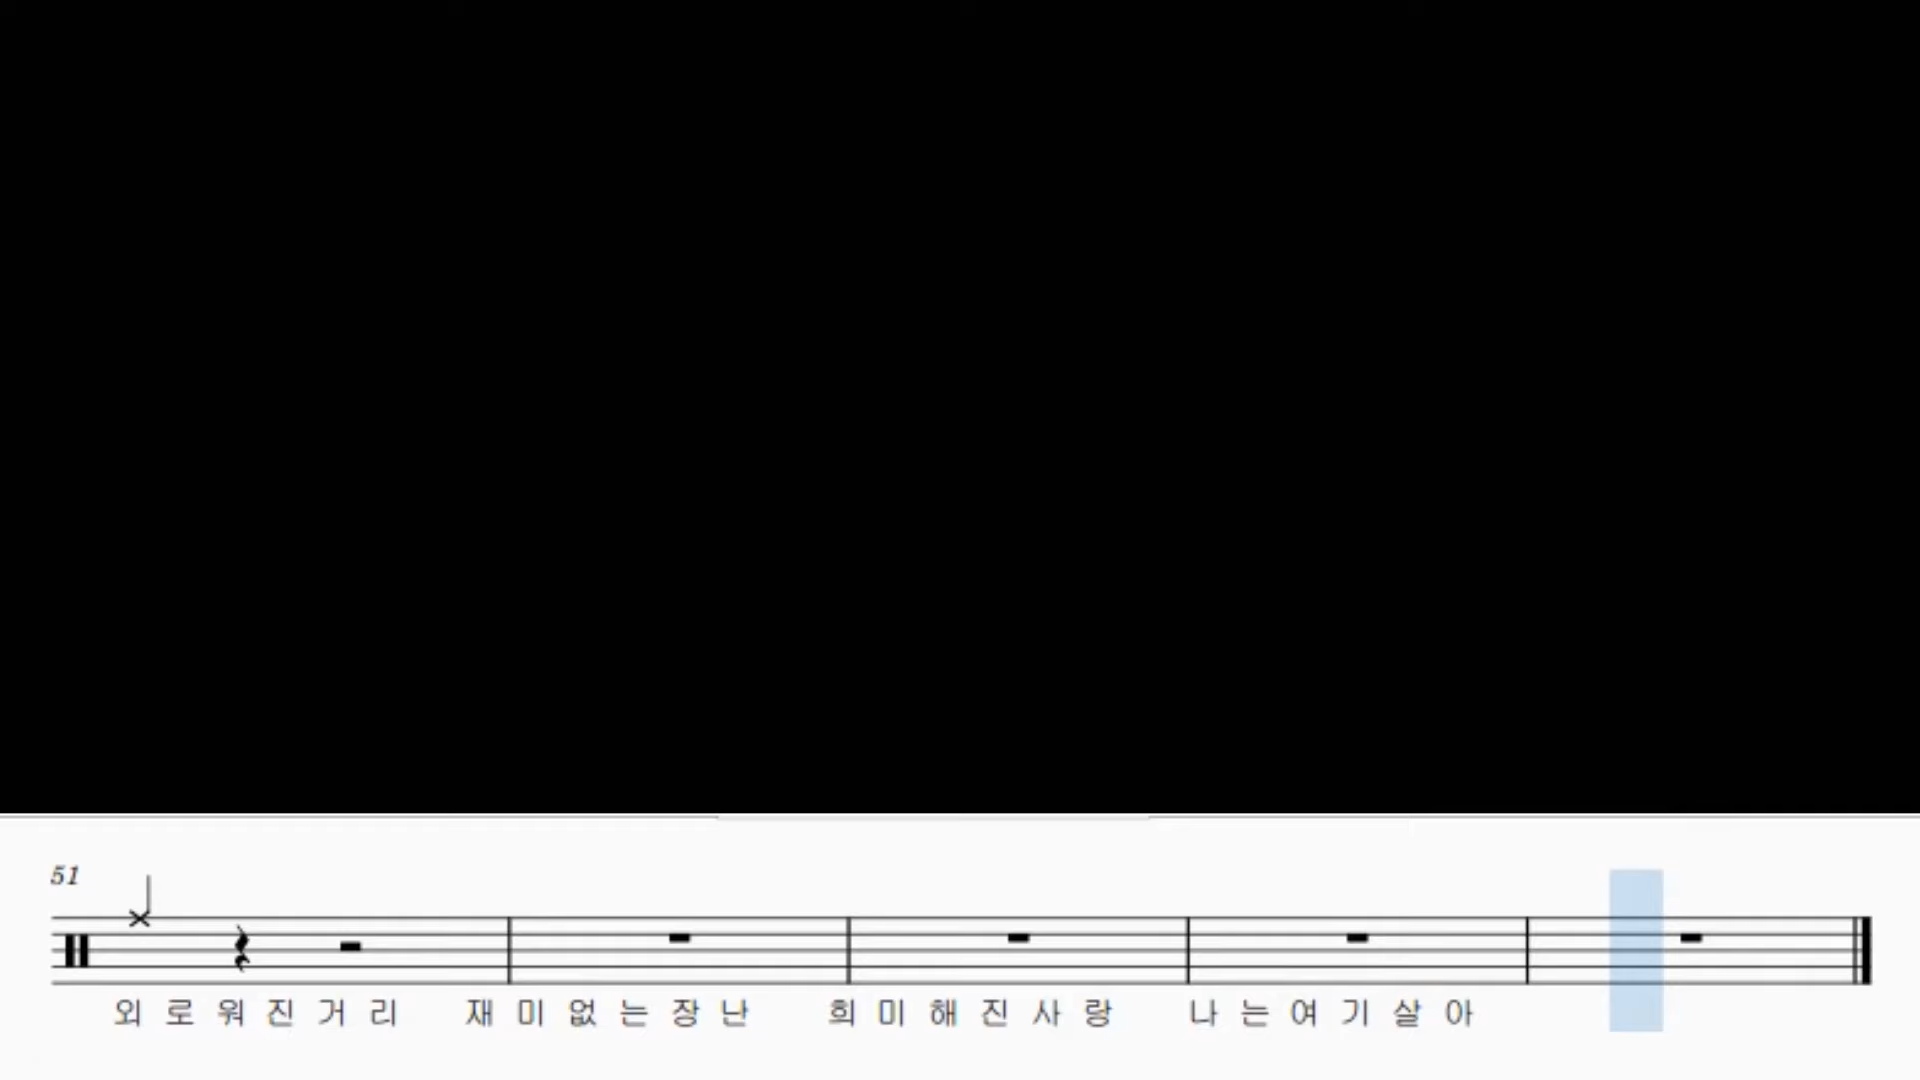 51
외 로 워 진 거 리 재 미 없 는 장 난 희 미 해 진 사 랑 나 는 여 기 살 아